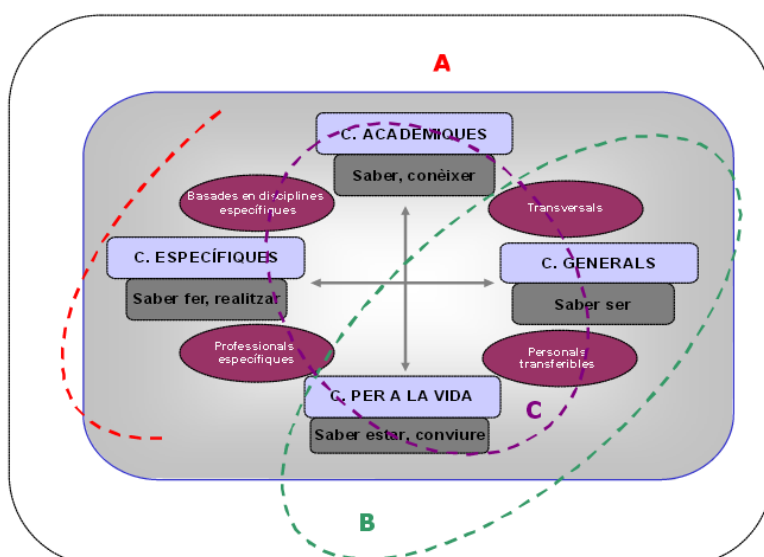 A
C. ACADEMIQUES
Saber, conèixer
Basades en disciplines
específiques
Transversals
C. ESPECÍFIQUES
C. GENERALS
Saber fer, realitzar
Saber ser
Professionals
específiques
Personals
transferibles
C. PER A LA VIDA
C
Saber estar, conviure
B